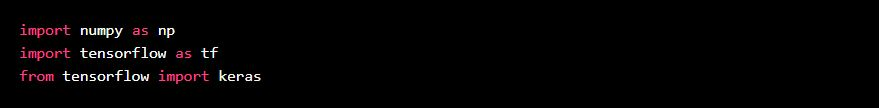 import numpy as np
import tensorflow as tf
from tensorflow import keras